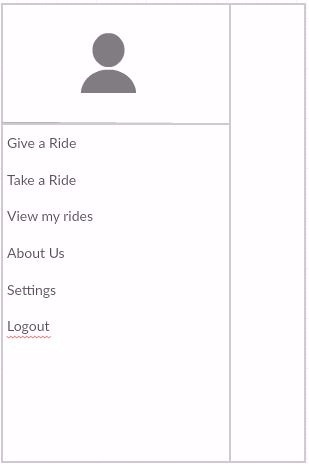 Give a Ride
Take a Ride
View my rides
About Us
Settings
Logout